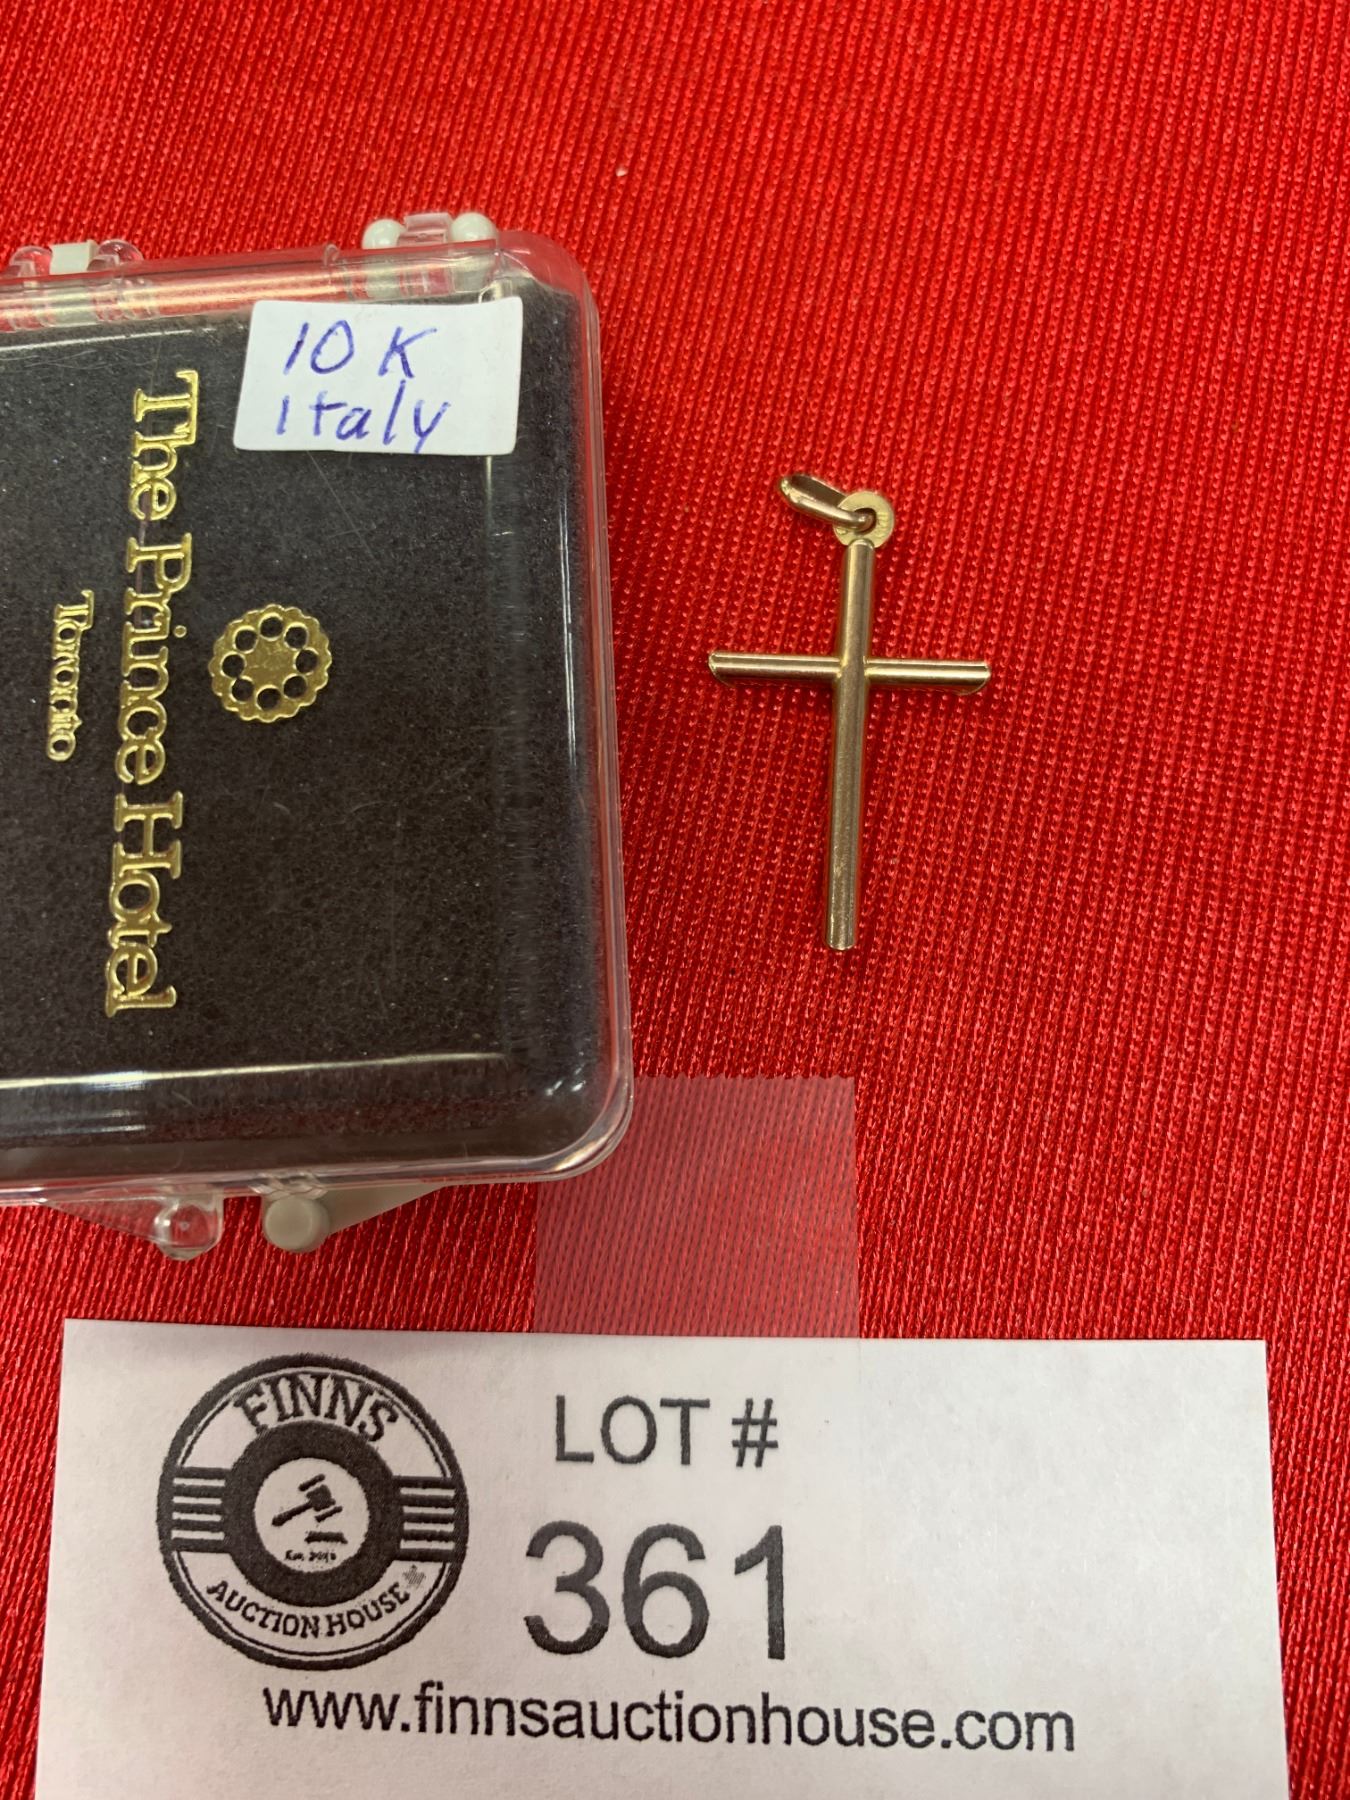 10 K
Italy
The Prince Hotel
Toronto
FINNS
AUCTION HOUSE
LOT #
361
www.finnsauctionhouse.com